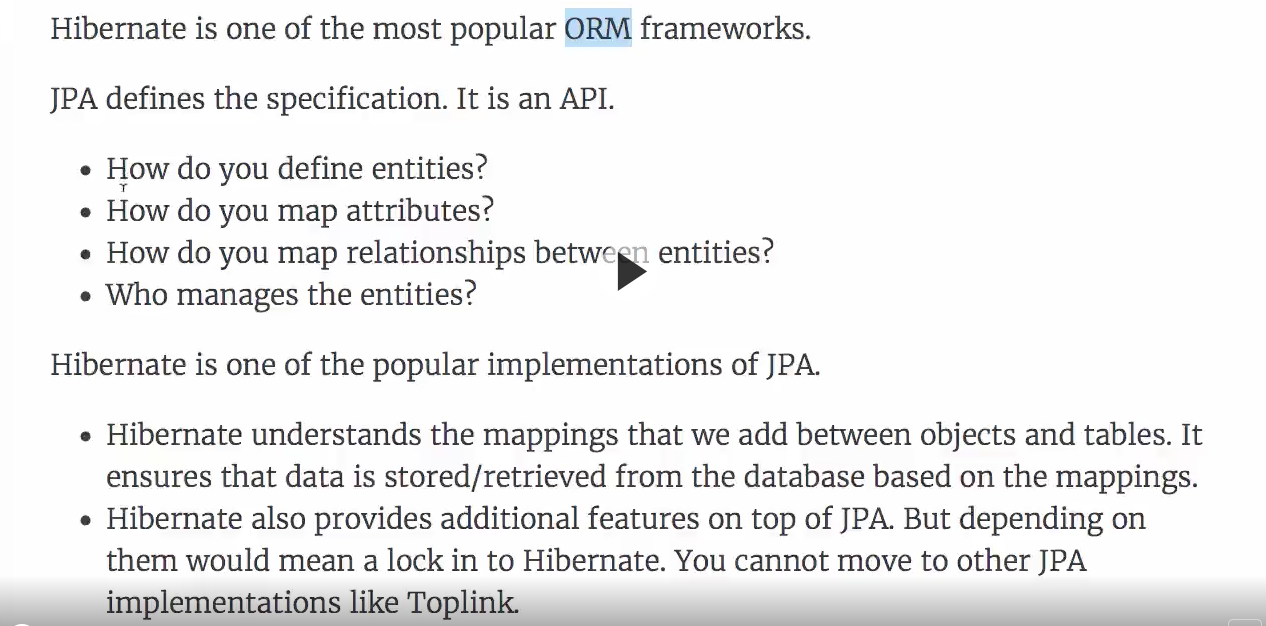 Hibernate is one of the most popular ORM frameworks.
JPA defines the specification. It is an API.
• How do you define entities?
• How do you map attributes?
• How do you map relationships between entities?
• Who manages the entities?
Hibernate is one of the popular implementations of JPA.
• Hibernate understands the mappings that we add between objects and tables. It
ensures that data is stored/retrieved from the database based on the mappings.
• Hibernate also provides additional features on top of JPA. But depending on
them would mean a lock in to Hibernate. You cannot move to other JPA
implementations like Toplink.